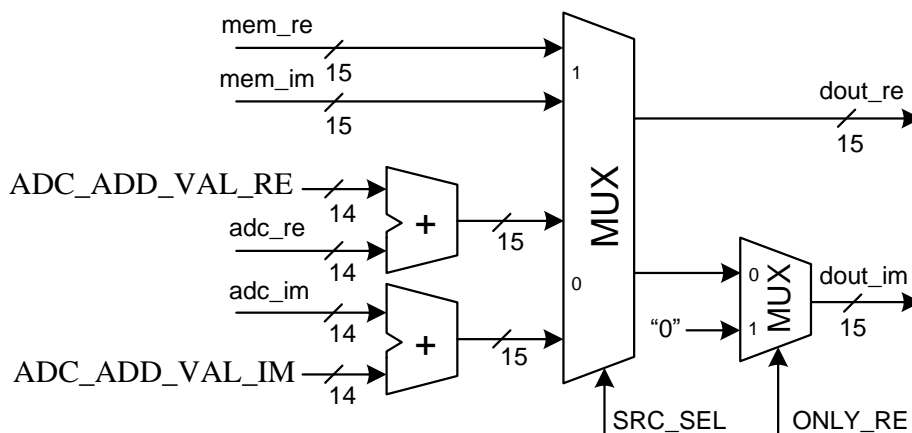 mem_re
15
mem_im
15
1
dout_re
15
ADC_ADD_VAL_RE
14
+
15
adc_re
14
MUX
0
adc_im
14
+
15
ADC_ADD_VAL_IM
14
0
MUX
dout_im
15
“0”
1
SRC_SEL
ONLY_RE